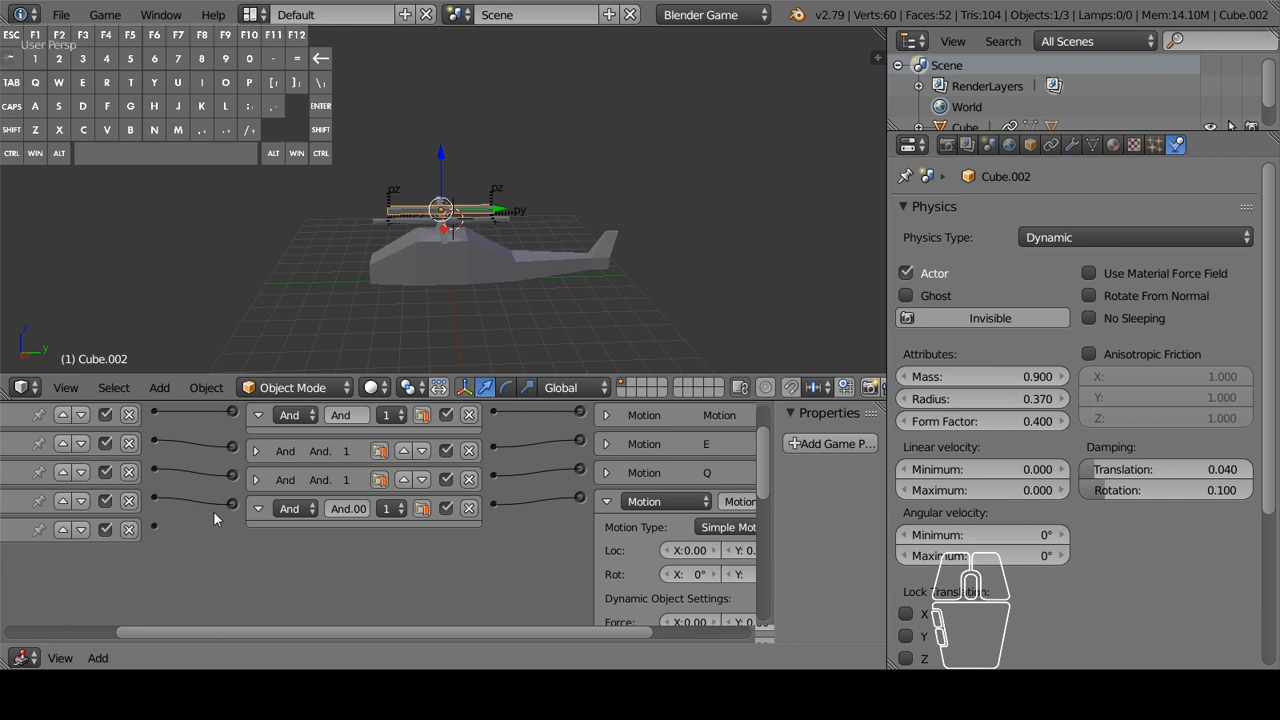 File Game Window Help Default Scene Blender Game v2.79 | Verts:60 | Faces:52 | Tris:104 | Objects:1/3 | Lamps:0/0 | Mem:14.10M | Cube.002
ESC F1 F2 F3 F4 F5 F6 F7 F8 F9 F10 F11 F12
User Persp
1 2 3 4 5 6 7 8 9 0 - =
TAB Q W E R T Y U I O P [ ] \
CAPS A S D F G H J K L ENTER
SHIFT Z X C V B N M SHIFT
CTRL WIN ALT ALT WIN CTRL
View Search All Scenes
Scene
RenderLayers
World
Cube
pz pz
py
z
y
(1) Cube.002
Cube.002
Physics
Physics Type: Dynamic
Actor Use Material Force Field
Ghost Rotate From Normal
Invisible No Sleeping
Attributes: Anisotropic Friction
Mass: 0.900 X: 1.000
Radius: 0.370 Y: 1.000
Form Factor: 0.400 Z: 1.000
Linear velocity: Damping:
Minimum: 0.000 Translation: 0.040
Maximum: 0.000 Rotation: 0.100
Angular velocity:
Minimum: 0°
Maximum: 0°
Lock Translation:
X
Y
Z
View Select Add Object Object Mode Global
And And 1 Motion Motion
And And. 1 Motion E
And And. 1 Motion Q
And And.00 1 Motion Motion
Motion Type: Simple Mot
Loc: X:0.00 Y: 0.
Rot: X: 0° Y:
Dynamic Object Settings:
Force: X:0.00 Y: 0.
Properties
Add Game P...
View Add